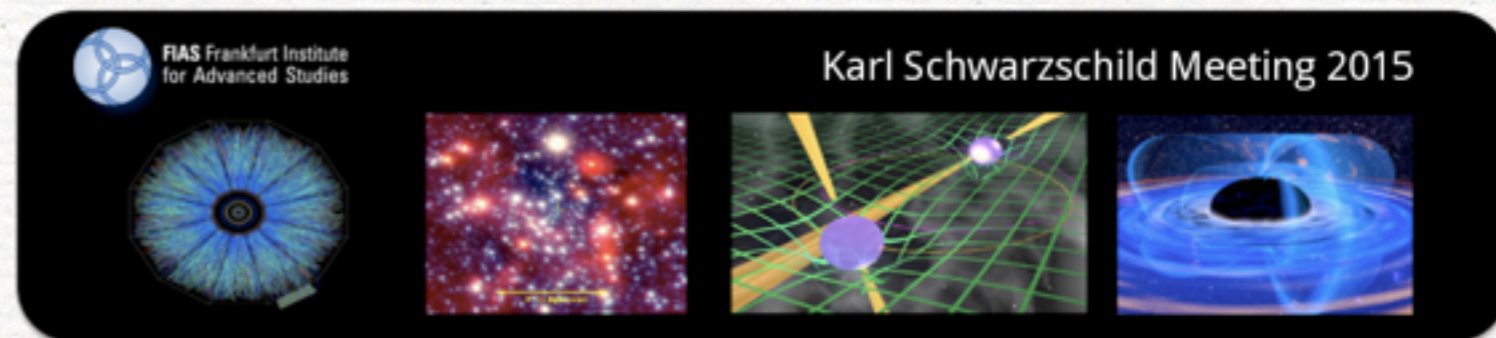 FIAS Frankfurt Institute
for Advanced Studies
Karl Schwarzschild Meeting 2015